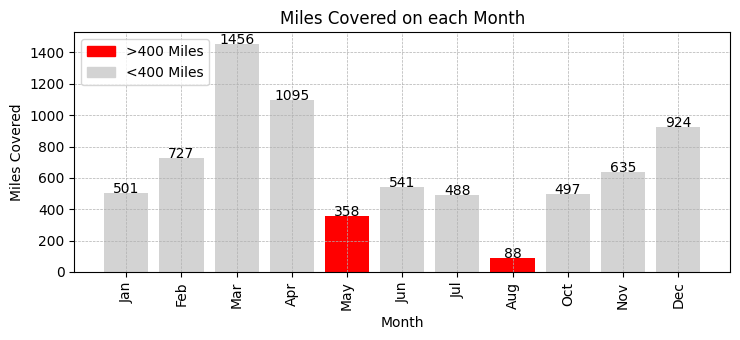 Miles Covered on each Month
>400 Miles
<400 Miles
Miles Covered
1400
1200
1000
800
600
400
200
0
501
727
1456
1095
358
541
488
88
497
635
924
Jan
Feb
Mar
Apr
May
Jun
Jul
Aug
Oct
Nov
Dec
Month